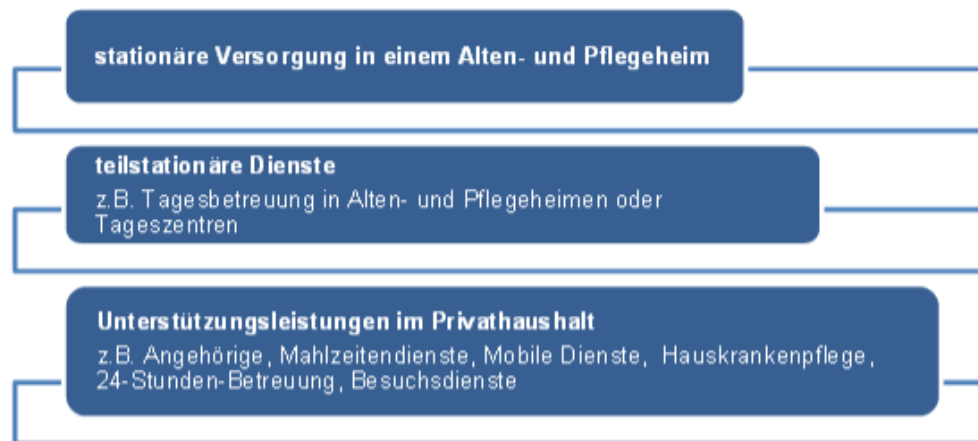 stationäre Versorgung in einem Alten- und Pflegeheim
teilstationäre Dienste
z.B. Tagesbetreuung in Alten- und Pflegeheimen oder
Tageszentren
Unterstützungsleistungen im Privathaushalt
z.B. Angehörige, Mahlzeitendienste, Mobile Dienste, Hauskrankenpflege,
24-Stunden-Betreuung, Besuchsdienste